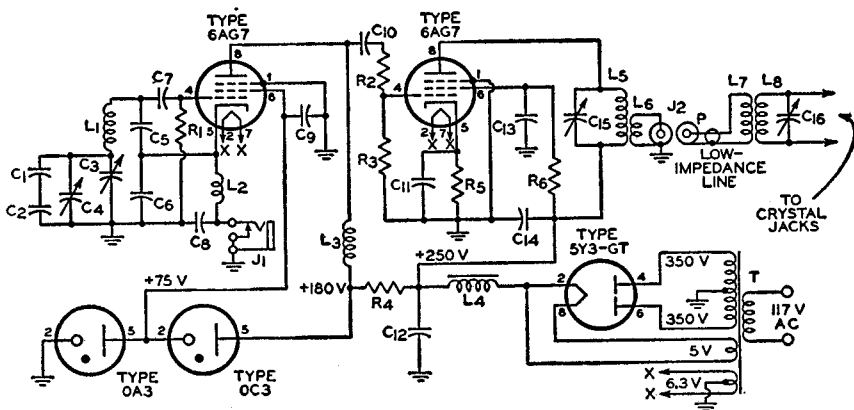 TYPE
6AG7
8
C7
4
1
6
L1
C5
R1
5
2
7
X
X
C9
C1
C2
C3
C4
C6
L2
C8
J1
C10
R2
R3
L3
TYPE
6AG7
8
4
1
6
2
7
5
X
X
C13
C11
R5
R6
C14
C15
L5
L6
J2
P
L7
L8
C16
LOW-
IMPEDANCE
LINE
TO
CRYSTAL
JACKS
+75 V
+180V
R4
+250 V
L4
C12
TYPE
5Y3-GT
2
8
4
6
350 V
350 V
5 V
6.3 V
X
X
T
117 V
AC
2
5
TYPE
0A3
2
5
TYPE
0C3